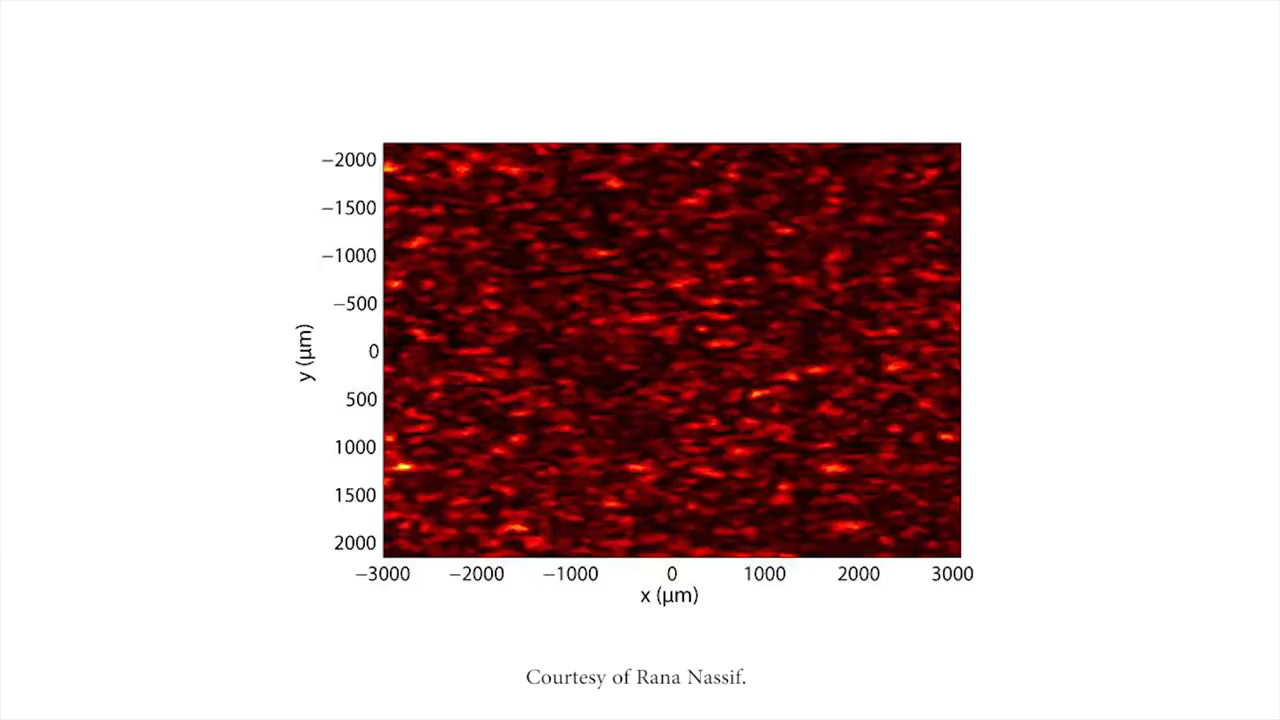 −2000
−1500
−1000
−500
0
500
1000
1500
2000
y (μm)
−3000 −2000 −1000 0 1000 2000 3000
x (μm)
Courtesy of Rana Nassif.